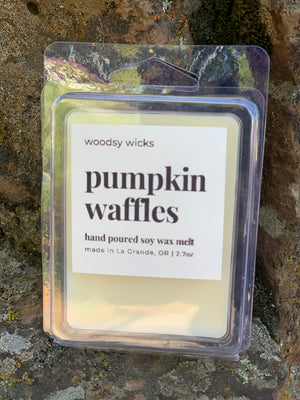 woodsy wicks
pumpkin
waffles
hand poured soy wax melt
made in La Grande, OR | 2.7oz